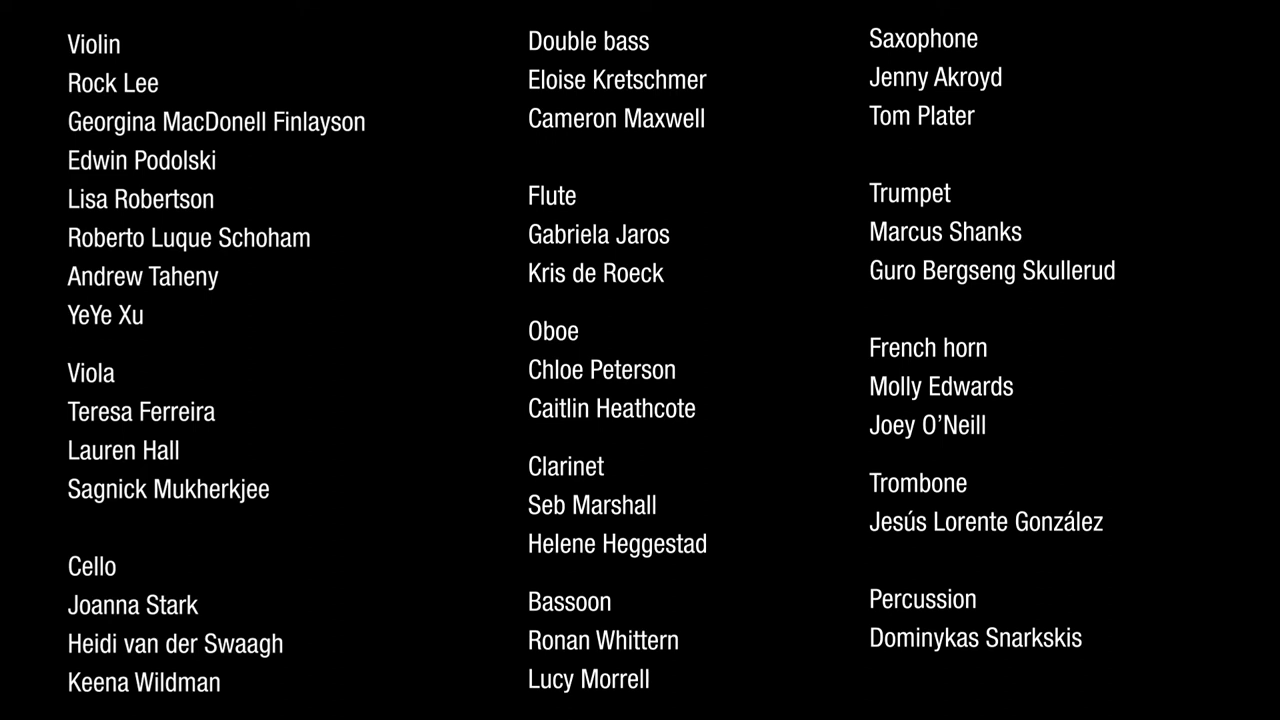 Violin
Rock Lee
Georgina MacDonell Finlayson
Edwin Podolski
Lisa Robertson
Roberto Luque Schoham
Andrew Taheny
YeYe Xu
Viola
Teresa Ferreira
Lauren Hall
Sagnick Mukherkjee
Cello
Joanna Stark
Heidi van der Swaagh
Keena Wildman
Double bass
Eloise Kretschmer
Cameron Maxwell
Flute
Gabriela Jaros
Kris de Roeck
Oboe
Chloe Peterson
Caitlin Heathcote
Clarinet
Seb Marshall
Helene Heggestad
Bassoon
Ronan Whittern
Lucy Morrell
Saxophone
Jenny Akroyd
Tom Plater
Trumpet
Marcus Shanks
Guro Bergseng Skullerud
French horn
Molly Edwards
Joey O’Neill
Trombone
Jesús Lorente González
Percussion
Dominykas Snarkskis